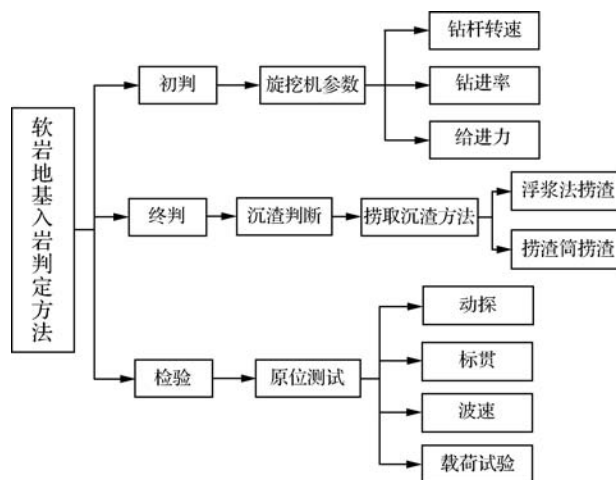 软岩地基入岩判定方法
初判
旋挖机参数
钻杆转速
钻进率
给进力
终判
沉渣判断
捞取沉渣方法
浮浆法捞渣
捞渣筒捞渣
检验
原位测试
动探
标贯
波速
载荷试验